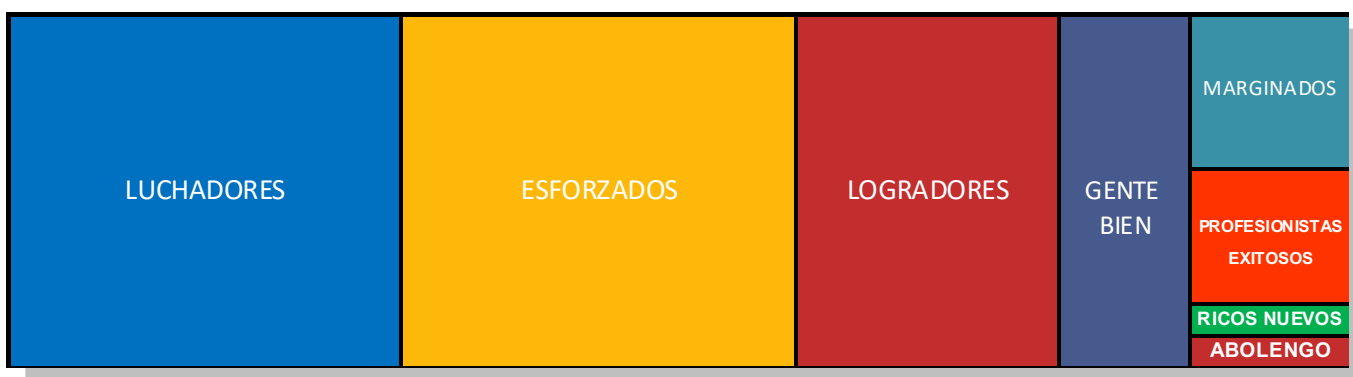 LUCHADORES
ESFORZADOS
LOGRADORES
GENTE
BIEN
MARGINADOS
PROFESIONISTAS
EXITOSOS
RICOS NUEVOS
ABOLENGO